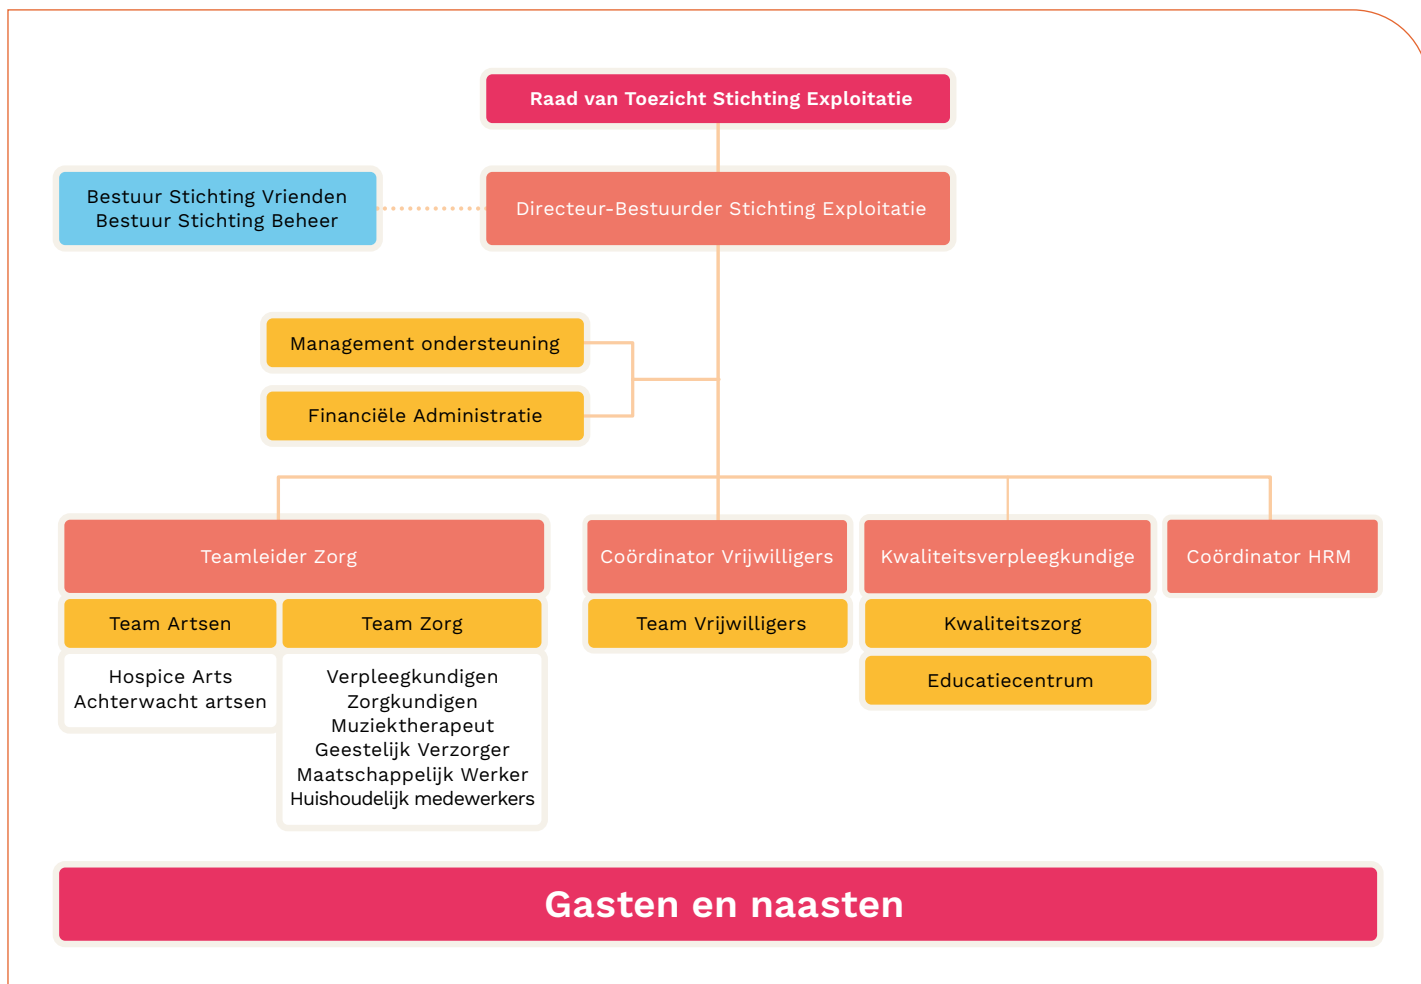 Raad van Toezicht Stichting Exploitatie
Bestuur Stichting Vrienden
Bestuur Stichting Beheer
Directeur-Bestuurder Stichting Exploitatie
Management ondersteuning
Financiële Administratie
Teamleider Zorg
Coördinator Vrijwilligers
Kwaliteitsverpleegkundige
Coördinator HRM
Team Artsen
Team Zorg
Team Vrijwilligers
Kwaliteitszorg
Educatiecentrum
Hospice Arts
Achterwacht artsen
Verpleegkundigen
Zorgkundigen
Muziektherapeut
Geestelijk Verzorger
Maatschappelijk Werker
Huishoudelijk medewerkers
Gasten en naasten